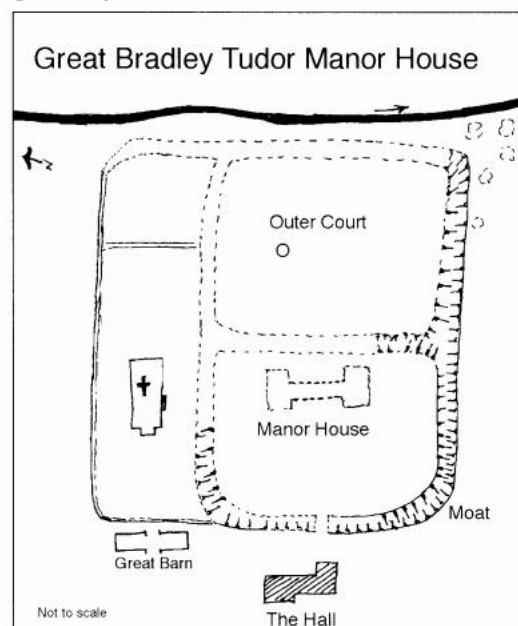 Great Bradley Tudor Manor House
N
Outer Court
Manor House
Moat
Great Barn
Not to scale
The Hall